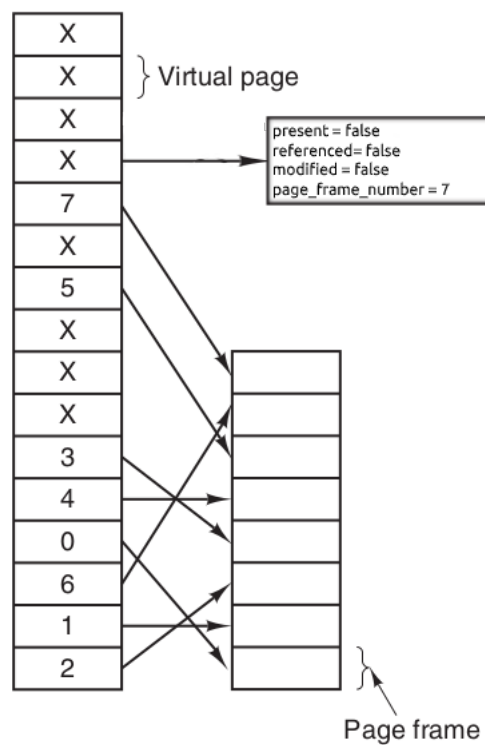 X
X
Virtual page
X
X
present = false
referenced= false
modified = false
page_frame_number = 7
7
X
5
X
X
X
3
4
0
6
1
2
Page frame